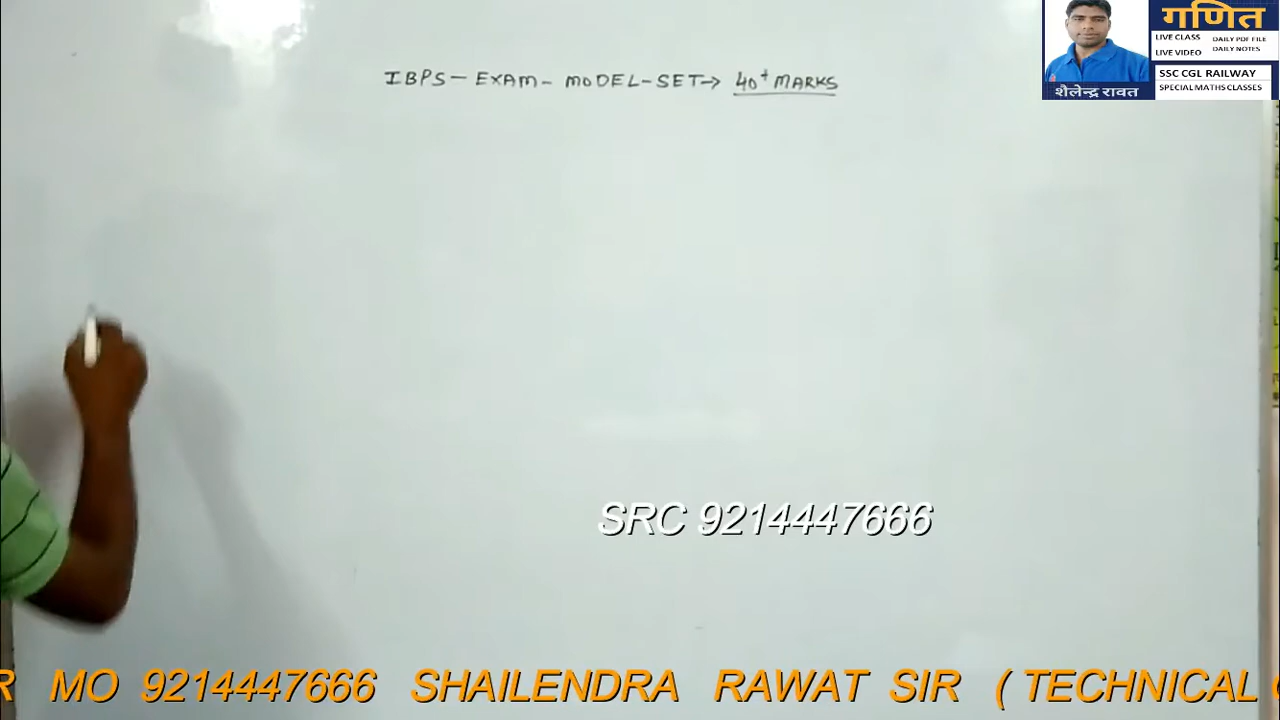 गणित
LIVE CLASS
DAILY PDF FILE
LIVE VIDEO
DAILY NOTES
SSC CGL RAILWAY
SPECIAL MATHS CLASSES
शैलेन्द्र रावत
IBPS - EXAM - MODEL - SET → 40+ MARKS
SRC 9214447666
R MO 9214447666 SHAILENDRA RAWAT SIR ( TECHNICAL